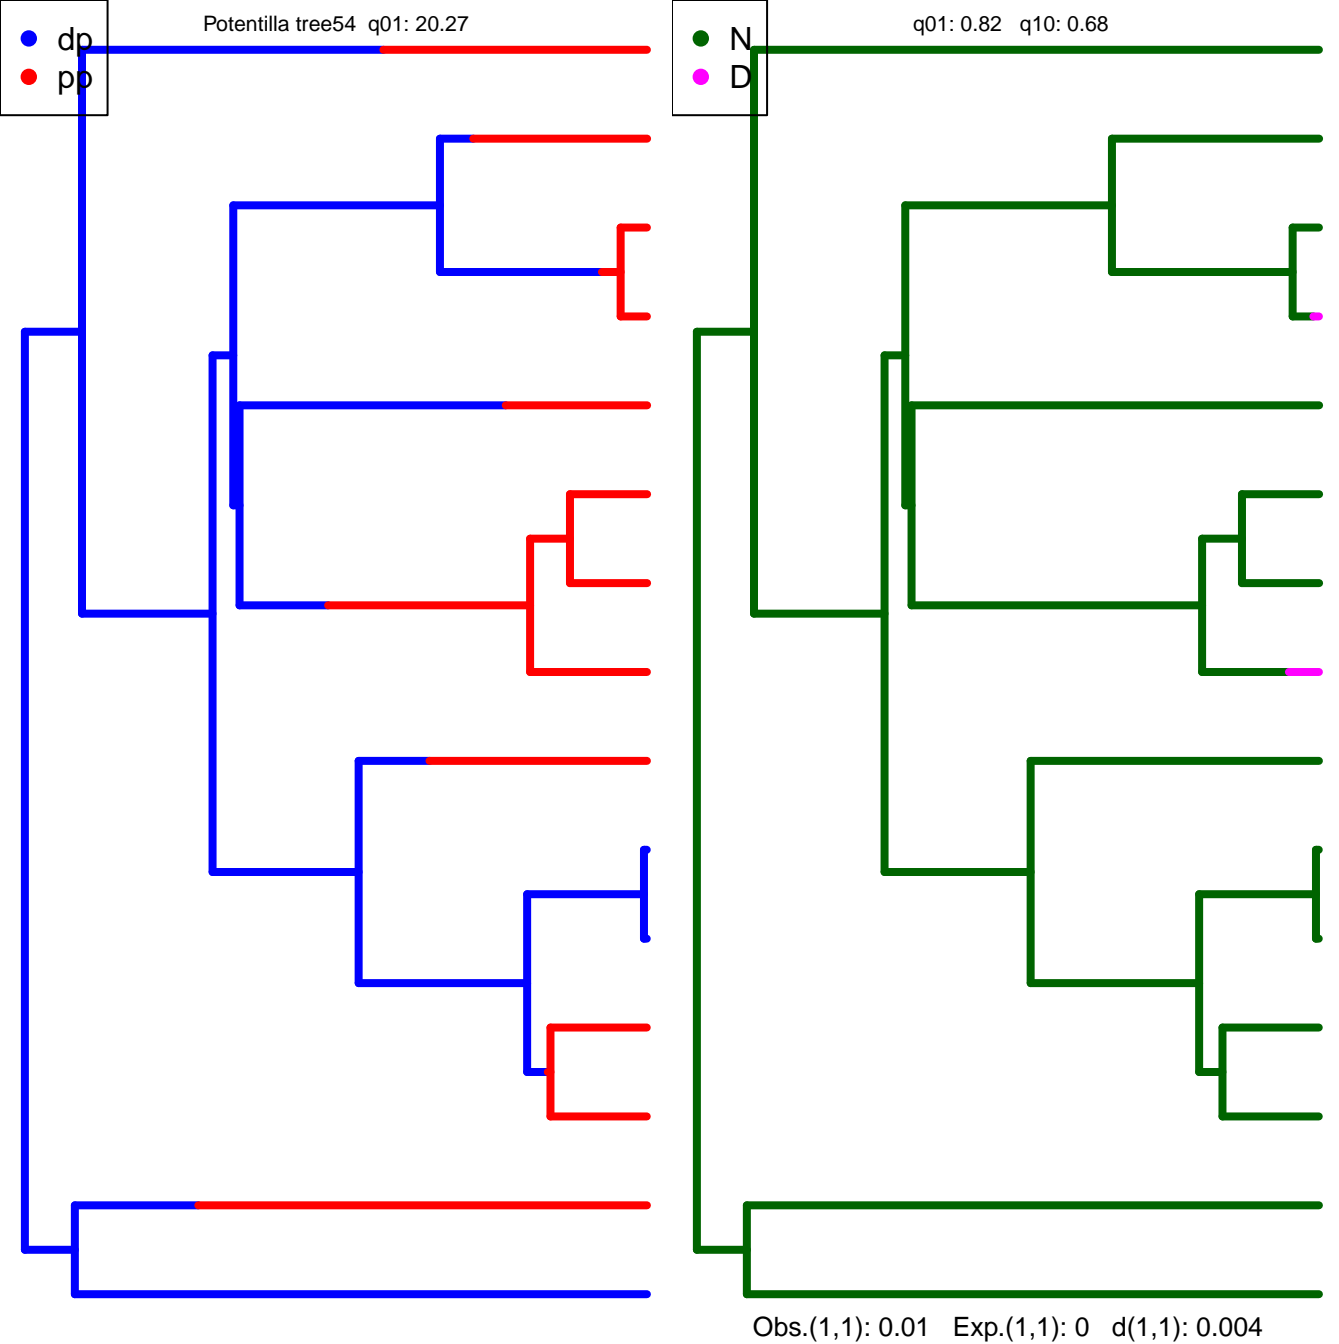 Potentilla tree54  q01: 20.27
dp
pp
q01: 0.82   q10: 0.68
N
D
Obs.(1,1): 0.01    Exp.(1,1): 0    d(1,1): 0.004